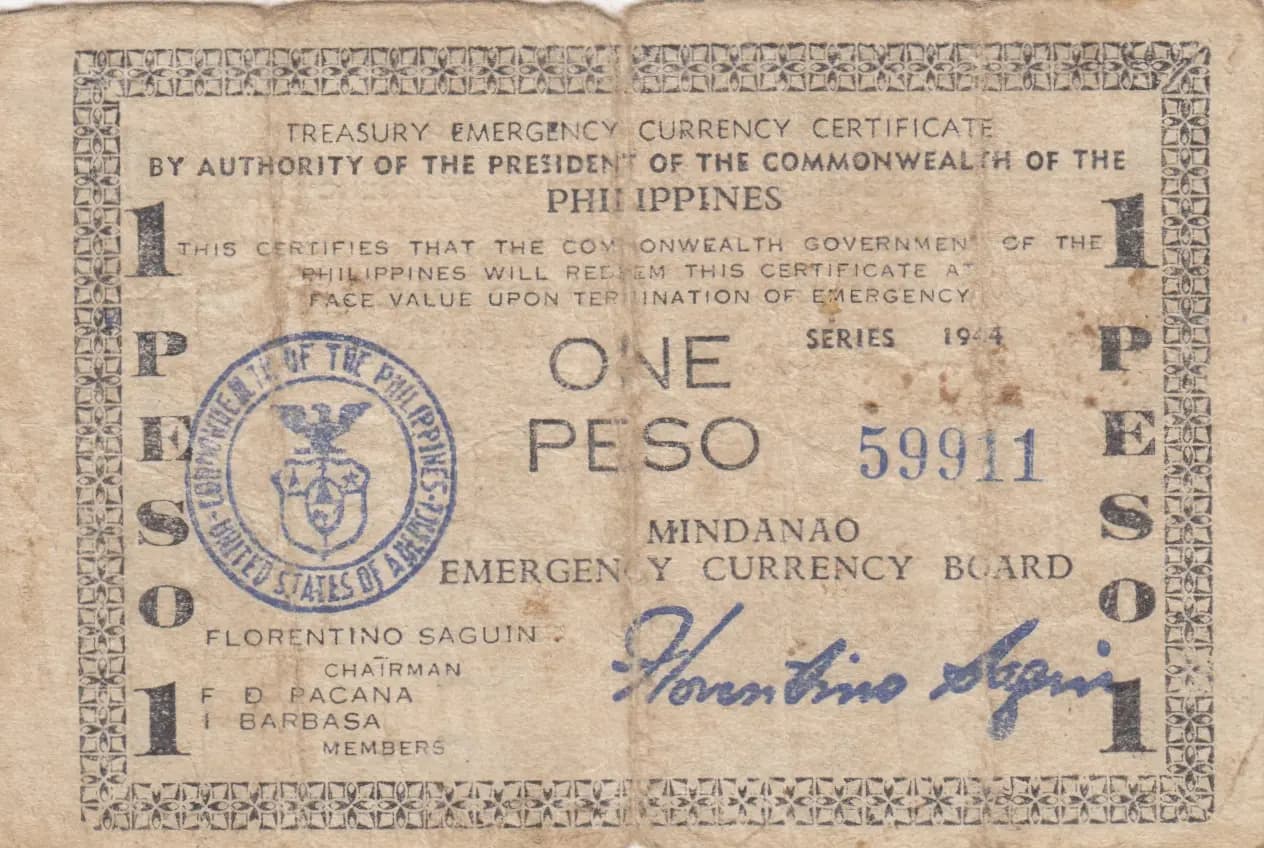 TREASURY EMERGENCY CURRENCY CERTIFICATE
BY AUTHORITY OF THE PRESIDENT OF THE COMMONWEALTH OF THE
PHILIPPINES
1
1
THIS CERTIFIES THAT THE COMMONWEALTH GOVERNMENT OF THE
PHILIPPINES WILL REDEEM THIS CERTIFICATE AT
FACE VALUE UPON TERMINATION OF EMERGENCY
SERIES 1944
ONE
PESO
PESO
PESO
59911
COMMONWEALTH OF THE PHILIPPINES
UNITED STATES OF AMERICA
MINDANAO
EMERGENCY CURRENCY BOARD
FLORENTINO SAGUIN
CHAIRMAN
F D PACANA
I BARBASA
MEMBERS
Florentino Saguin
1
1